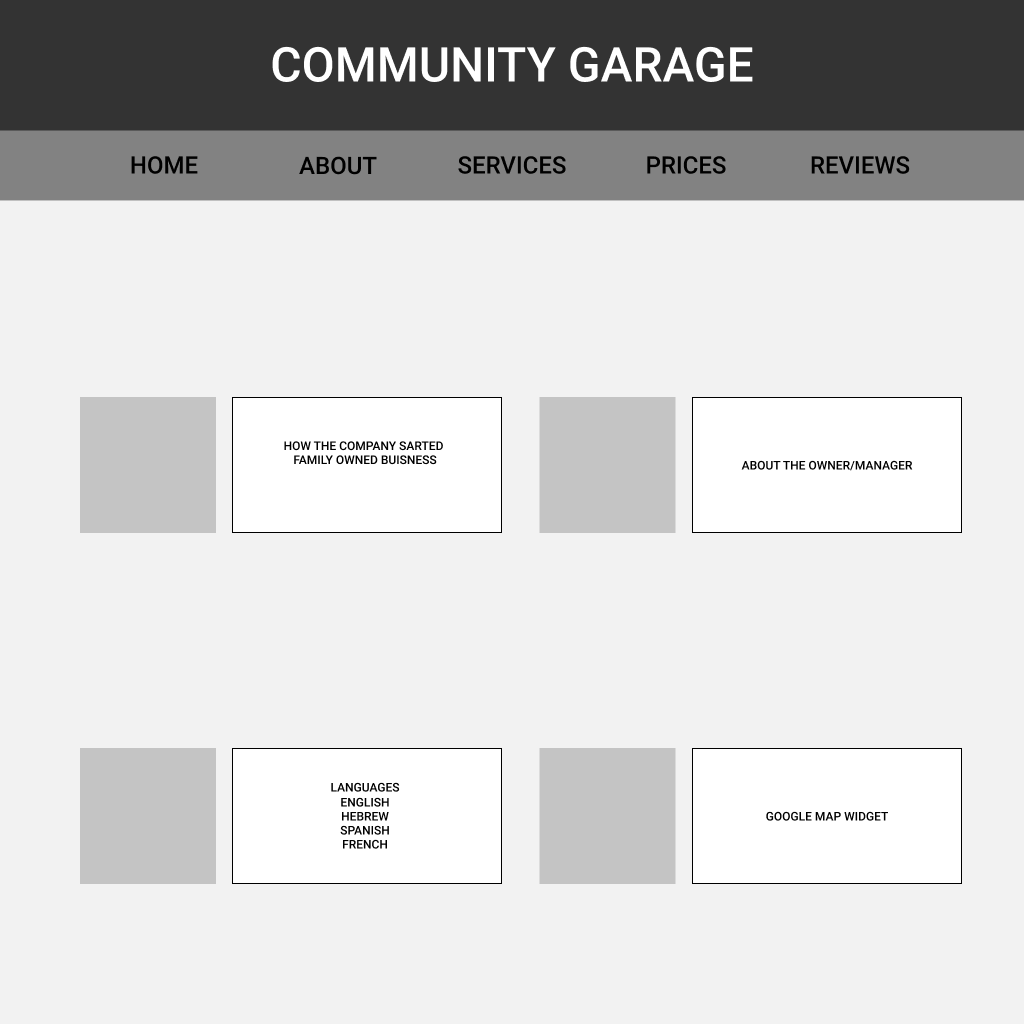 COMMUNITY GARAGE
HOME
ABOUT
SERVICES
PRICES
REVIEWS
HOW THE COMPANY SARTED
FAMILY OWNED BUISNESS
ABOUT THE OWNER/MANAGER
LANGUAGES
ENGLISH
HEBREW
SPANISH
FRENCH
GOOGLE MAP WIDGET